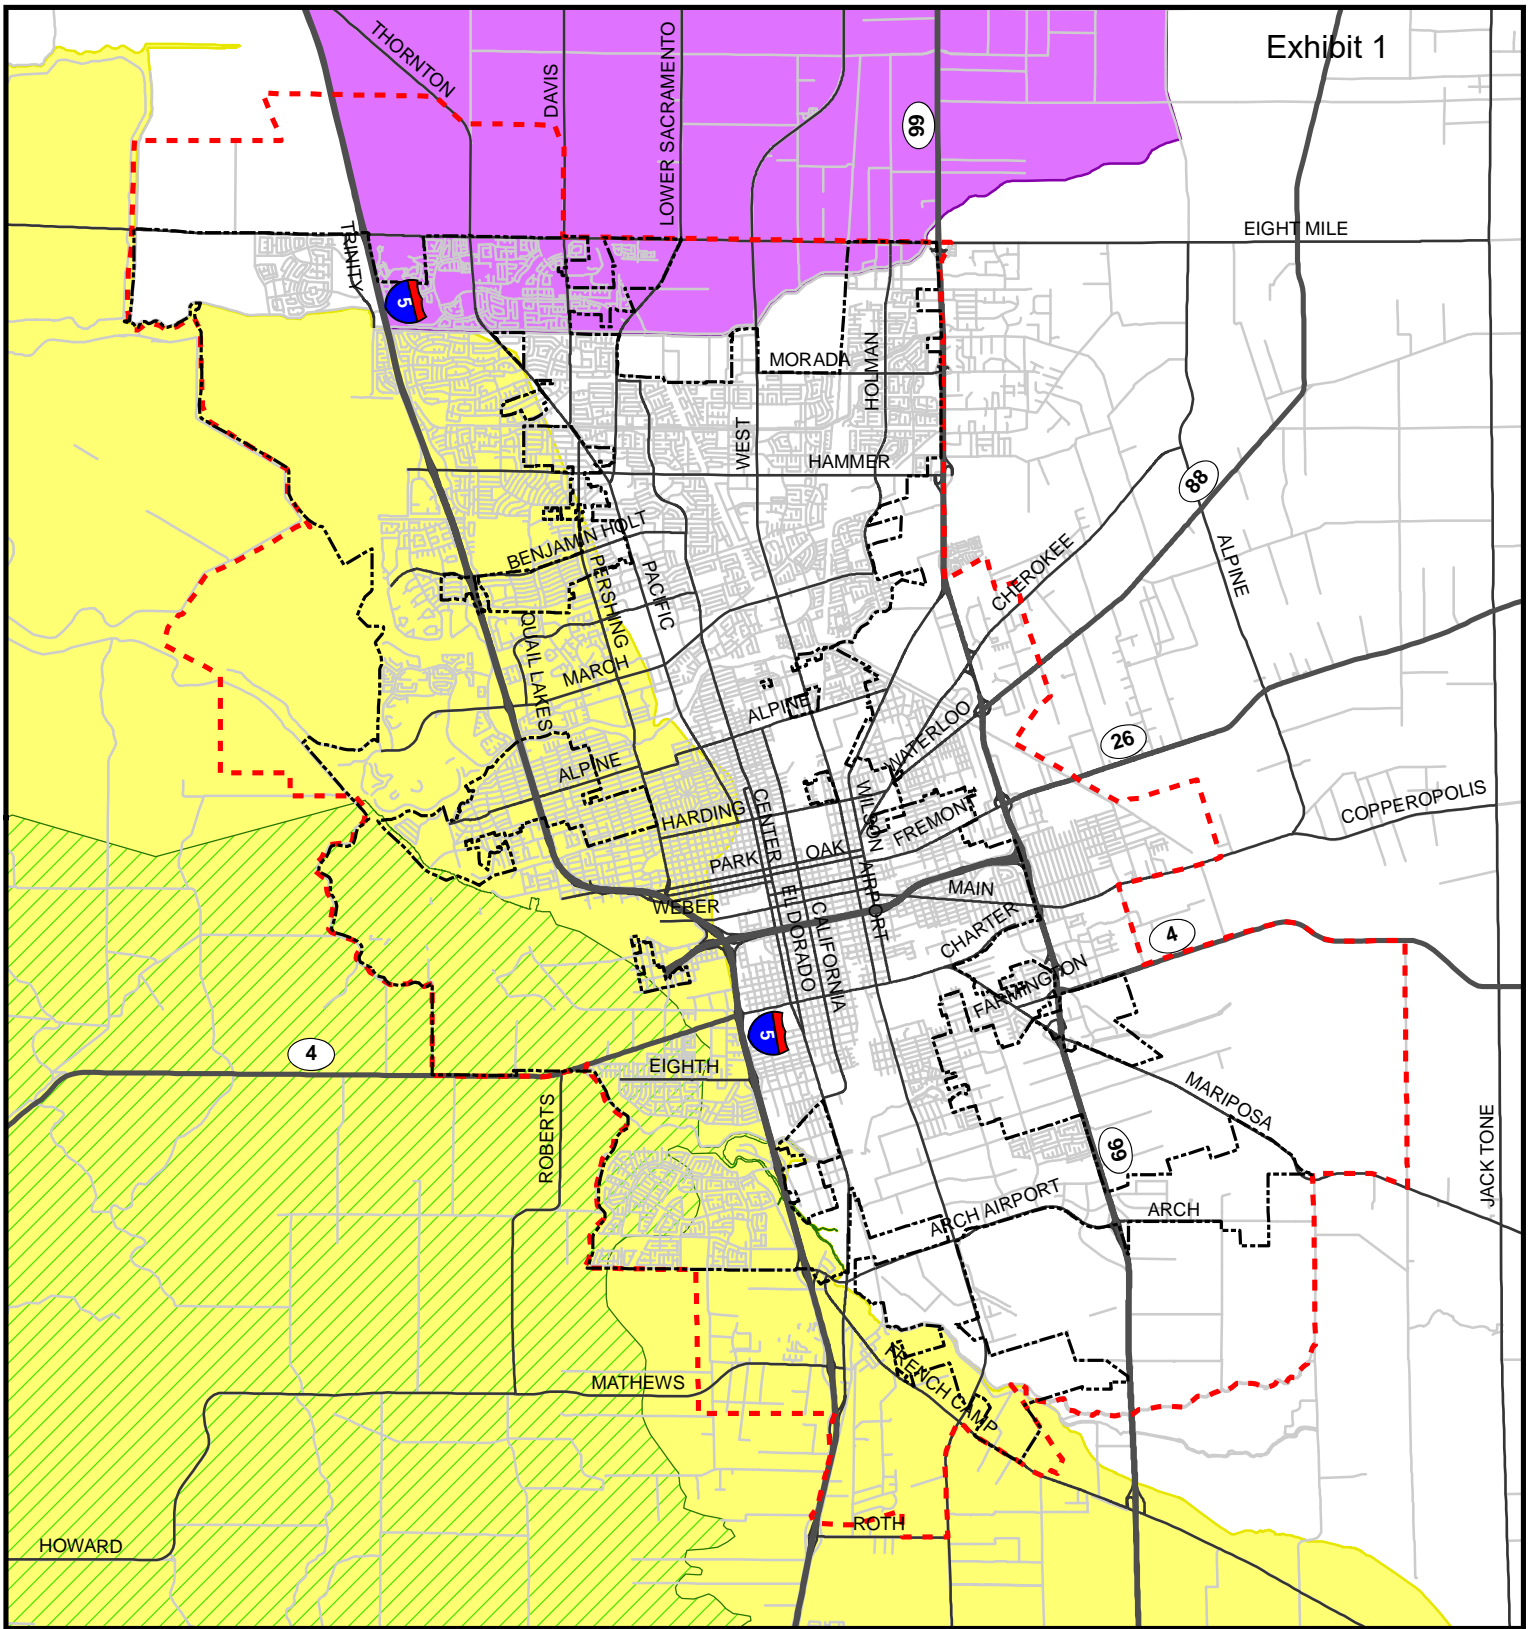 Exhibit 1
THORNTON
DAVIS
LOWER SACRAMENTO
99
EIGHT MILE
TRINITY
5
MORADA
HOLMAN
WEST
HAMMER
88
BENJAMIN HOLT
PERSHING
PACIFIC
CHEROKEE
ALPINE
QUAIL LAKES
MARCH
ALPINE
WATERLOO
26
ALPINE
CENTER
HARDING
WILSON
FREMONT
COPPEROPOLIS
PARK
OAK
MAIN
WEBER
EL DORADO
CALIFORNIA
AIRPORT
CHARTER
4
FARMINGTON
5
4
EIGHTH
ROBERTS
MARIPOSA
99
JACK TONE
ARCH AIRPORT
ARCH
MATHEWS
FRENCH CAMP
ROTH
HOWARD